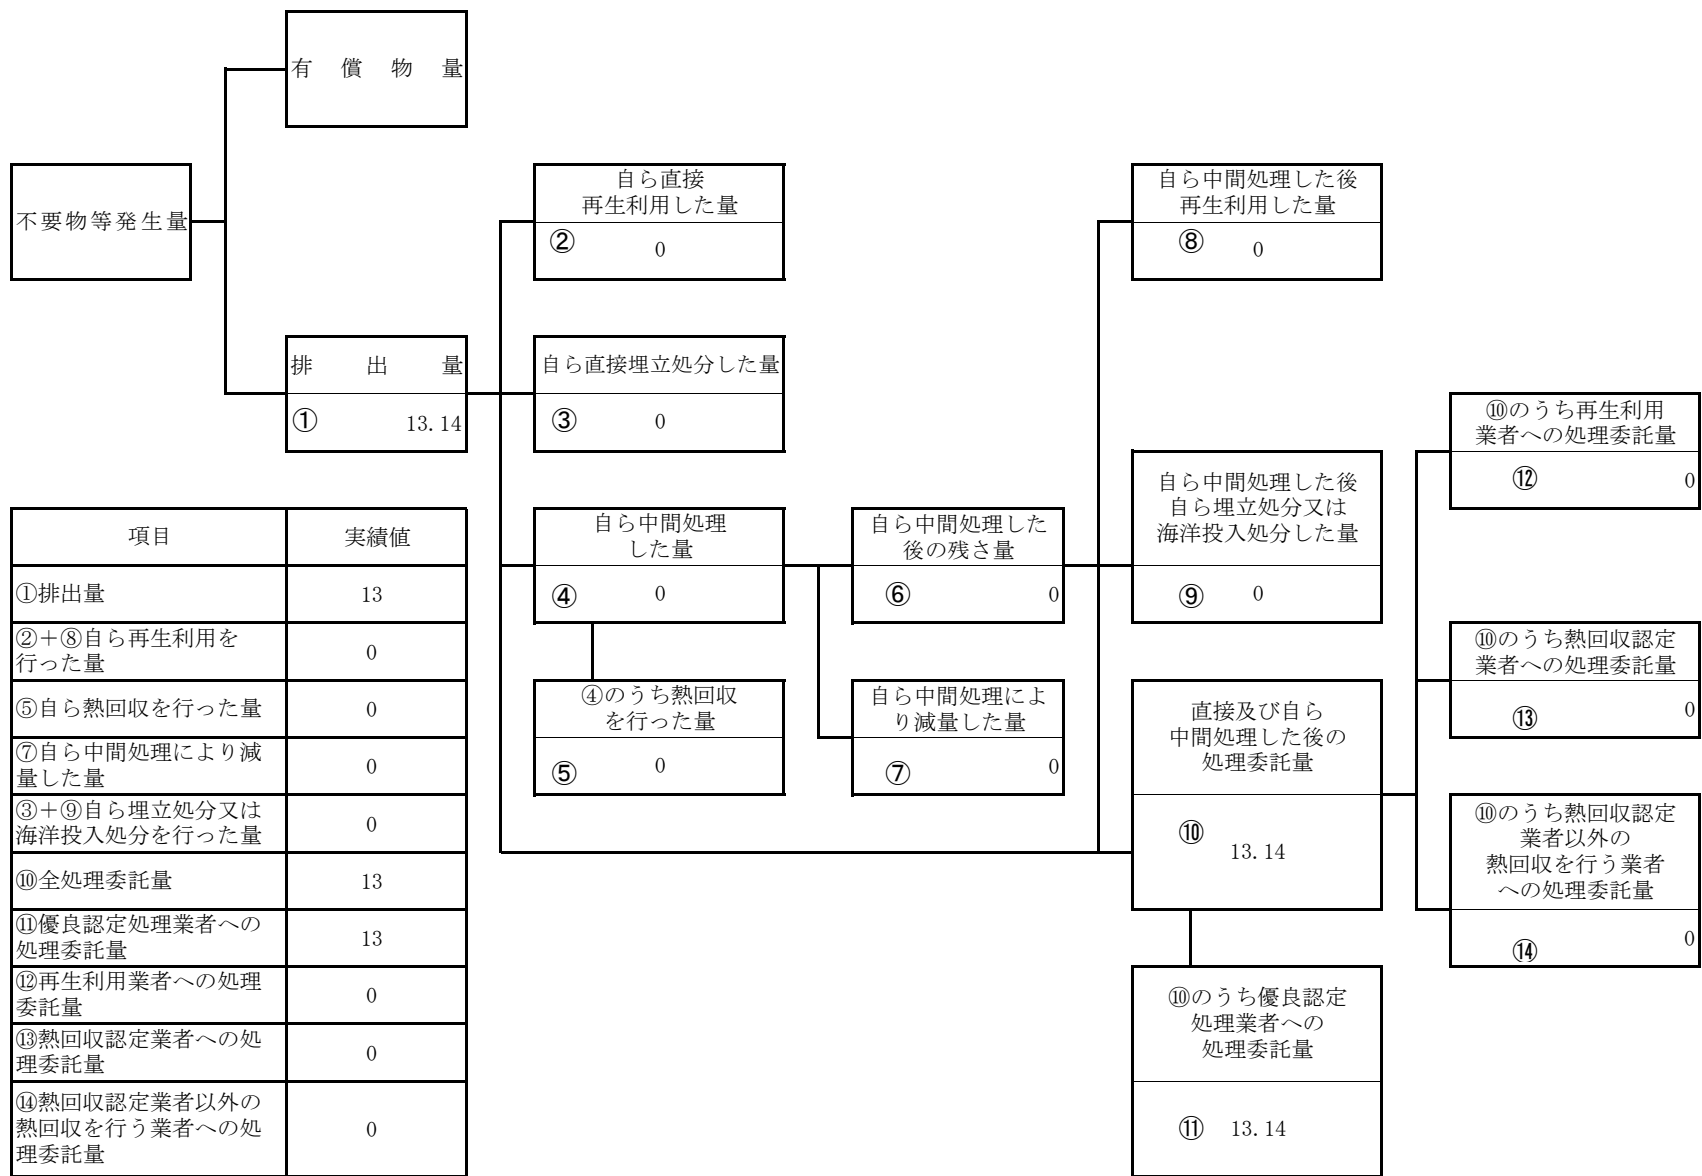 有償物量
不要物等発生量
自ら直接
再生利用した量
② 0
自ら中間処理した後
再生利用した量
⑧ 0
排出量
① 13.14
自ら直接埋立処分した量
③ 0
⑩のうち再生利用
業者への処理委託量
⑫ 0
自ら中間処理した後
自ら埋立処分又は
海洋投入処分した量
⑨ 0
自ら中間処理
した量
④ 0
自ら中間処理した
後の残さ量
⑥ 0
⑩のうち熱回収認定
業者への処理委託量
⑬ 0
④のうち熱回収
を行った量
⑤ 0
自ら中間処理によ
り減量した量
⑦ 0
直接及び自ら
中間処理した後の
処理委託量
⑩
13.14
⑩のうち熱回収認定
業者以外の
熱回収を行う業者
への処理委託量
⑭ 0
⑩のうち優良認定
処理業者への
処理委託量
⑪ 13.14
項目 実績値
①排出量 13
②+⑧自ら再生利用を
行った量 0
⑤自ら熱回収を行った量 0
⑦自ら中間処理により減
量した量 0
③+⑨自ら埋立処分又は
海洋投入処分を行った量 0
⑩全処理委託量 13
⑪優良認定処理業者への
処理委託量 13
⑫再生利用業者への処理
委託量 0
⑬熱回収認定業者への処
理委託量 0
⑭熱回収認定業者以外の
熱回収を行う業者への処
理委託量 0